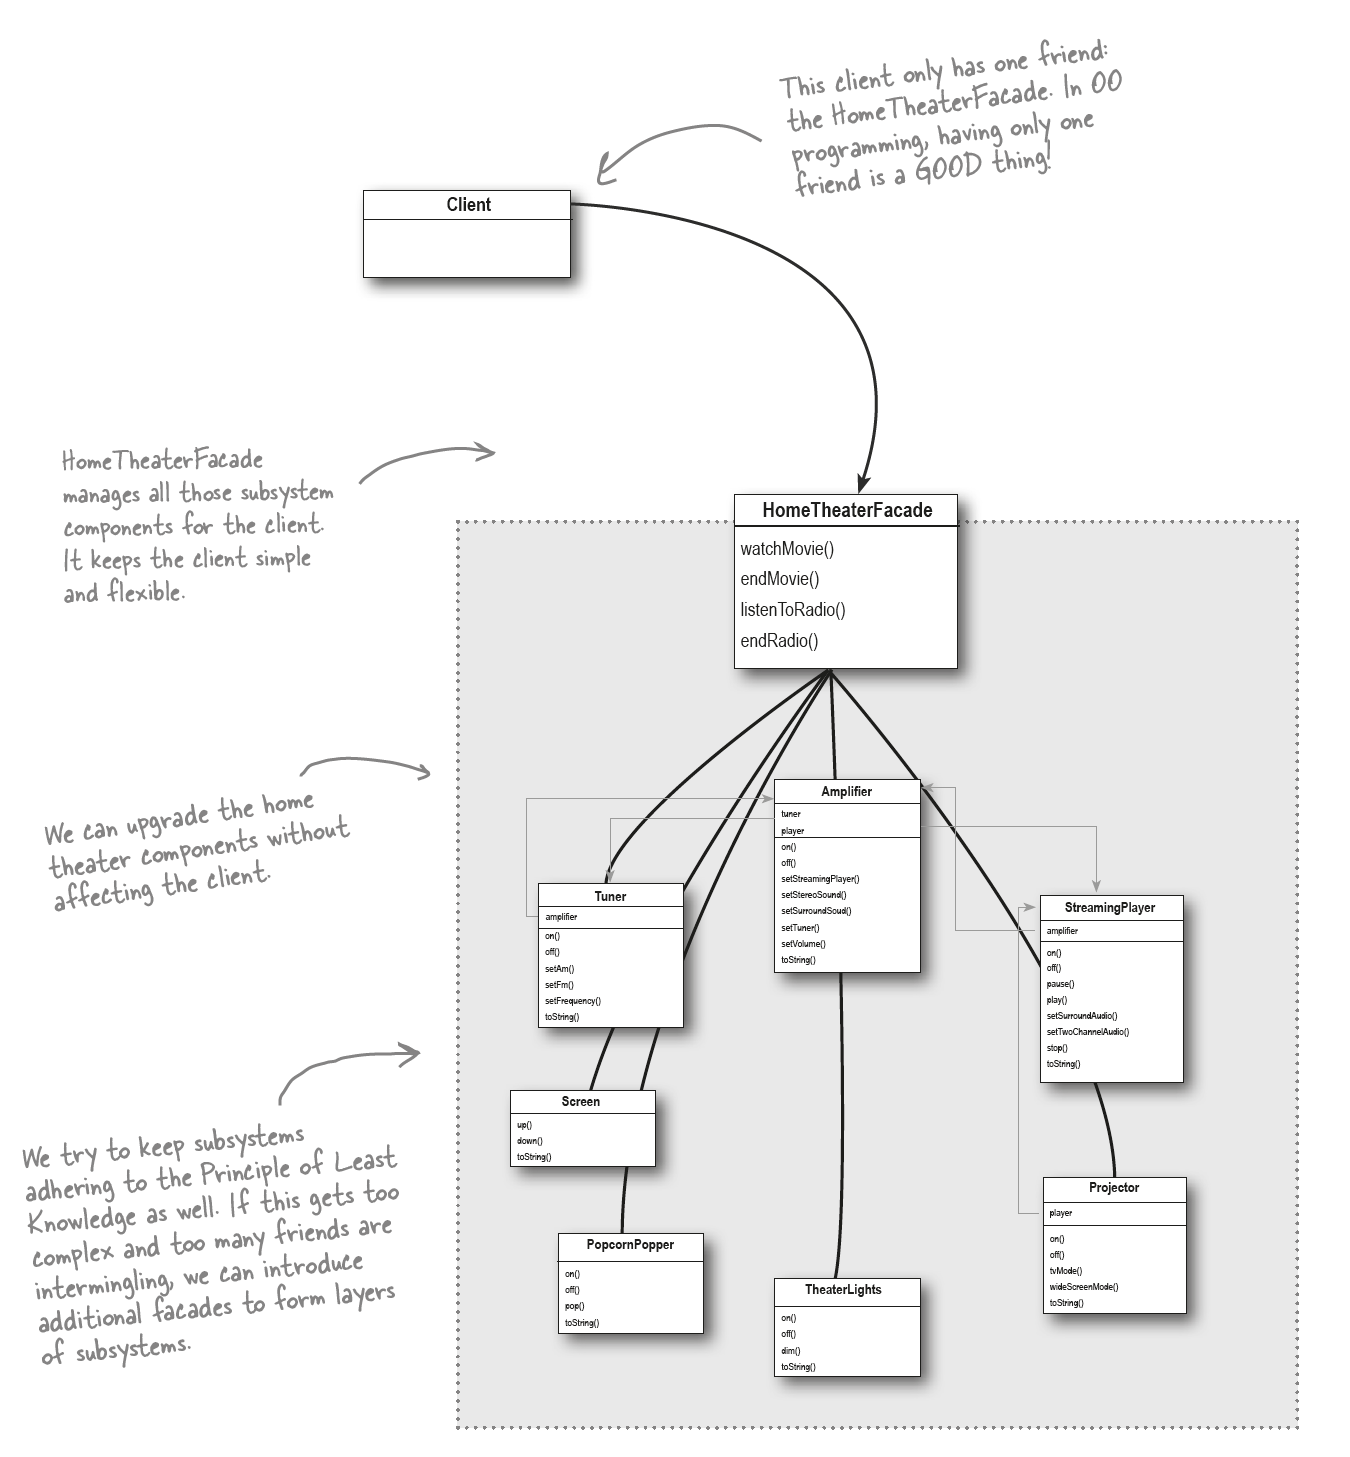 This client only has one friend:
the HomeTheaterFacade. In OO
programming, having only one
friend is a GOOD thing!
Client
HomeTheaterFacade
manages all those subsystem
components for the client.
It keeps the client simple
and flexible.
HomeTheaterFacade
watchMovie()
endMovie()
listenToRadio()
endRadio()
We can upgrade the home
theater components without
affecting the client.
Amplifier
tuner
player
on()
off()
setStreamingPlayer()
setStereoSound()
setSurroundSoud()
setTuner()
setVolume()
toString()
Tuner
amplifier
on()
off()
setAm()
setFm()
setFrequency()
toString()
StreamingPlayer
amplifier
on()
off()
pause()
play()
setSurroundAudio()
setTwoChannelAudio()
stop()
toString()
We try to keep subsystems
adhering to the Principle of Least
Knowledge as well. If this gets too
complex and too many friends are
intermingling, we can introduce
additional facades to form layers
of subsystems.
Screen
up()
down()
toString()
PopcornPopper
on()
off()
pop()
toString()
TheaterLights
on()
off()
dim()
toString()
Projector
player
on()
off()
tvMode()
wideScreenMode()
toString()